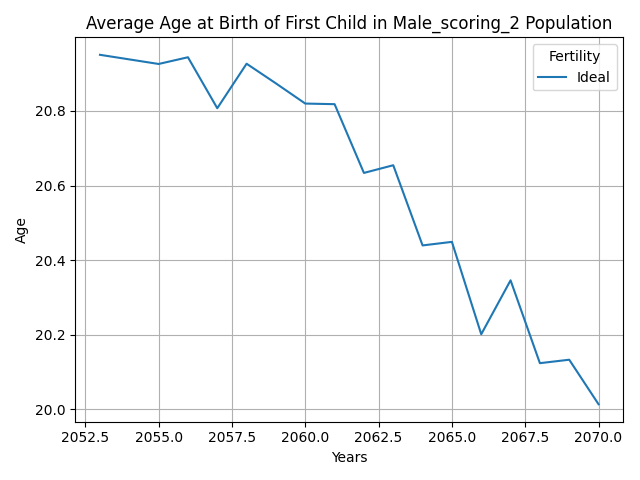 Average Age at Birth of First Child in Male_scoring_2 Population
Fertility
Ideal
20.8
20.6
20.4
20.2
20.0
Age
2052.5 2055.0 2057.5 2060.0 2062.5 2065.0 2067.5 2070.0
Years